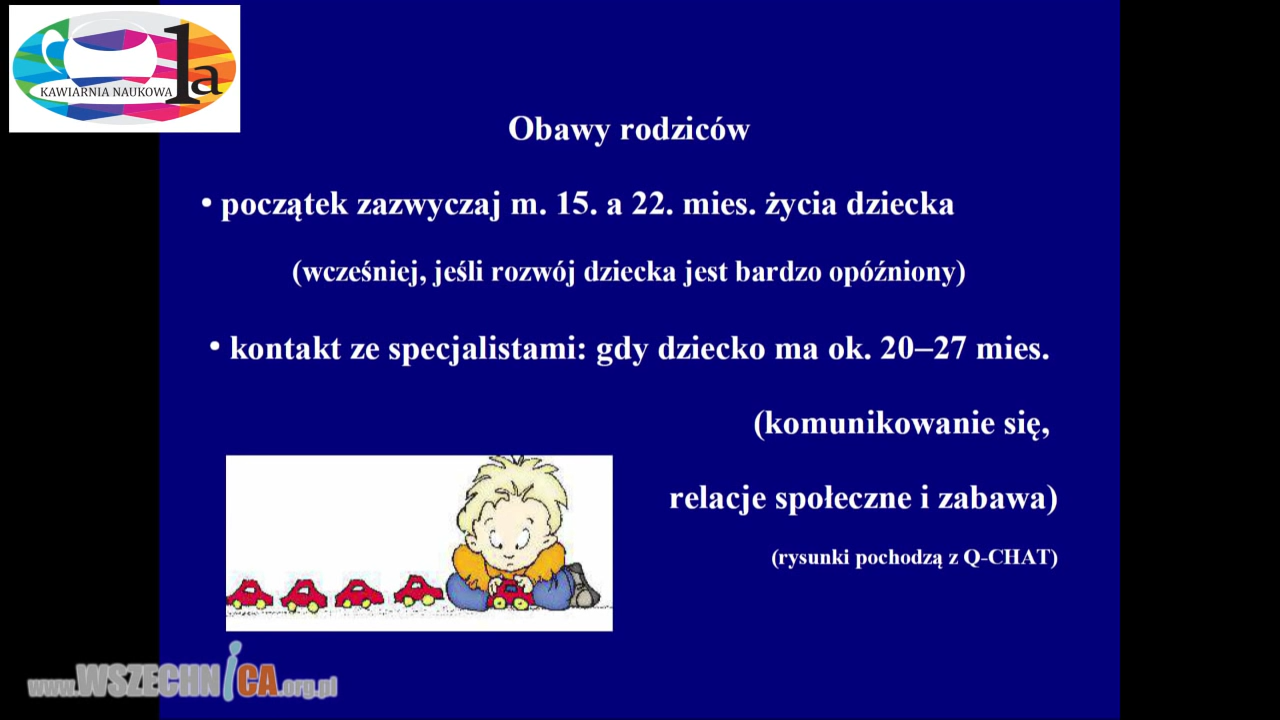 1a
KAWIARNIA NAUKOWA
Obawy rodziców
• początek zazwyczaj m. 15. a 22. mies. życia dziecka
(wcześniej, jeśli rozwój dziecka jest bardzo opóźniony)
• kontakt ze specjalistami: gdy dziecko ma ok. 20–27 mies.
(komunikowanie się,
relacje społeczne i zabawa)
(rysunki pochodzą z Q-CHAT)
www.WSZECHNICA.org.pl